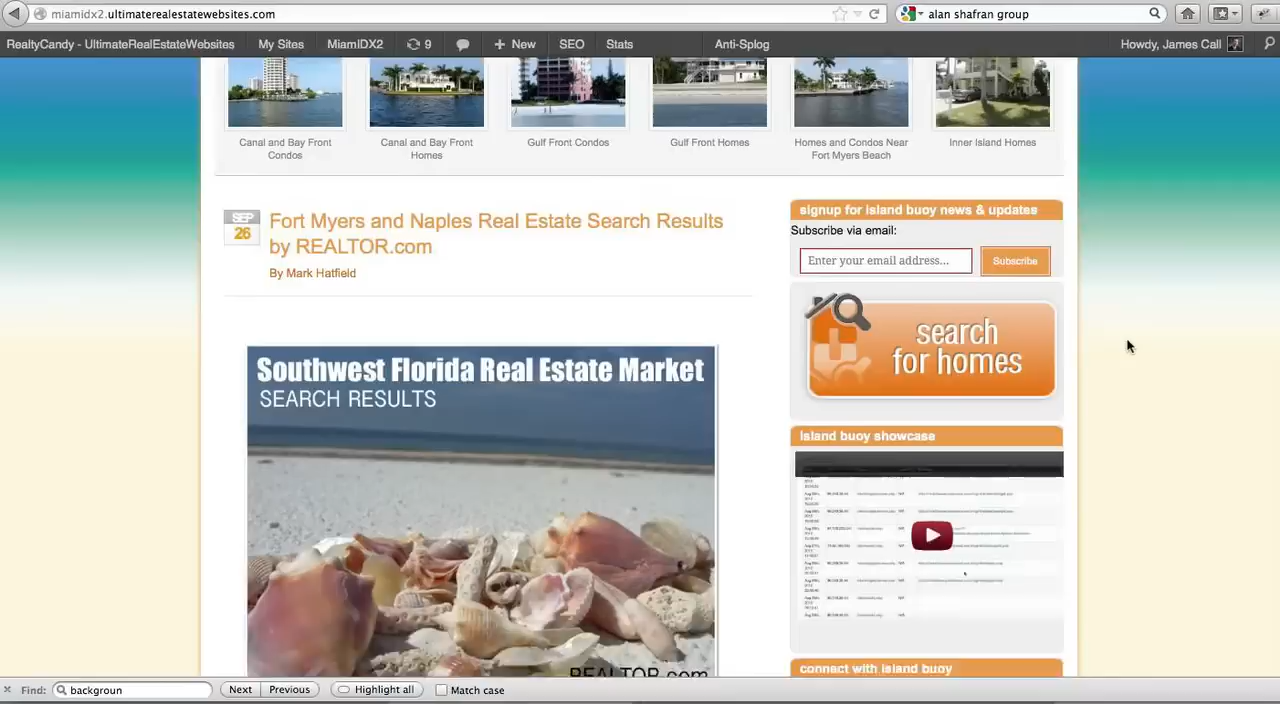 miamidx2.ultimaterealestatewebsites.com
alan shafran group
RealtyCandy - UltimateRealEstateWebsites My Sites MiamIDX2 9 New SEO Stats Anti-Splog Howdy, James Call
Canal and Bay Front Condos
Canal and Bay Front Homes
Gulf Front Condos
Gulf Front Homes
Homes and Condos Near Fort Myers Beach
Inner Island Homes
SEP
26
Fort Myers and Naples Real Estate Search Results
by REALTOR.com
By Mark Hatfield
Southwest Florida Real Estate Market
SEARCH RESULTS
REALTOR.com
signup for island buoy news & updates
Subscribe via email:
Enter your email address... Subscribe
search
for homes
island buoy showcase
connect with island buoy
Find: backgroun Next Previous Highlight all Match case